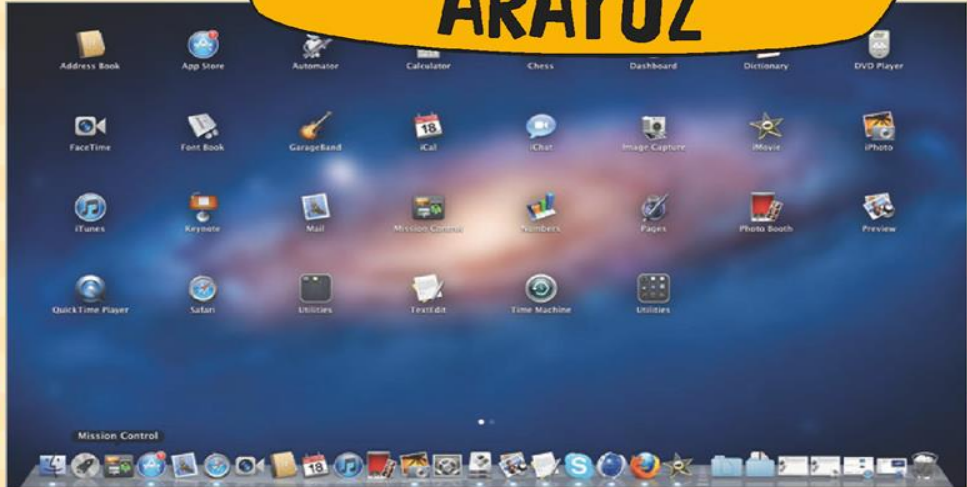 ARAYÜZ
Address Book App Store Automator Calculator Chess Dashboard Dictionary DVD Player
FaceTime Font Book GarageBand iCal iChat Image Capture iMovie iPhoto
18
iTunes Keynote Mail Mission Control Numbers Pages Photo Booth Preview
QuickTime Player Safari Utilities TextEdit Time Machine Utilities
Mission Control
18